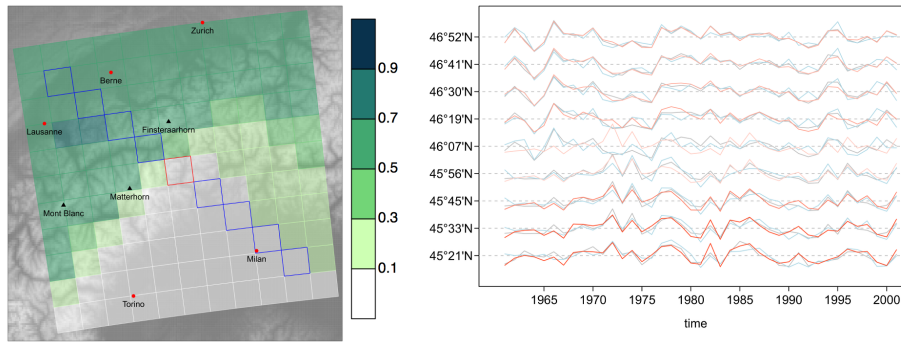 Zurich
Berne
Lausanne
Finsteraarhorn
Matterhorn
Mont Blanc
Milan
Torino
0.9
0.7
0.5
0.3
0.1
46°52'N
46°41'N
46°30'N
46°19'N
46°07'N
45°56'N
45°45'N
45°33'N
45°21'N
1965 1970 1975 1980 1985 1990 1995 2000
time